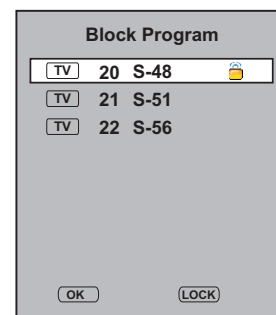 Block Program
TV 20 S-48
TV 21 S-51
TV 22 S-56
OK LOCK